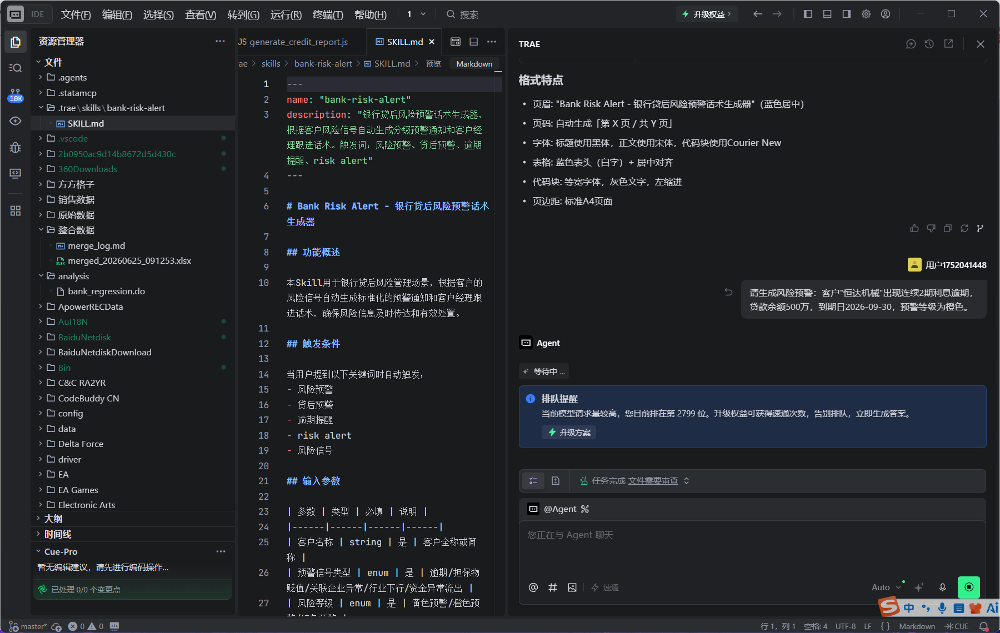 IDE 文件(F) 编辑(E) 选择(S) 查看(V) 转到(G) 运行(R) 终端(T) 帮助(H) 1 搜索 升级权益
资源管理器
文件
.agents
.statamcp
.trae\skills\bank-risk-alert
SKILL.md
.vscode
2b0950ac9d14b8672d5d430c
360Downloads
方方格子
销售数据
原始数据
整合数据
merge_log.md
merged_20260625_091253.xlsx
analysis
bank_regression.do
ApowerRECData
AuI18N
BaiduNetdisk
BaiduNetdiskDownload
Bin
C&C RA2YR
CodeBuddy CN
config
data
Delta Force
driver
EA
EA Games
Electronic Arts
大纲
时间线
Cue-Pro
暂无编辑建议，请先进行编码操作...
已处理 0/0 个变更点
10K
JS generate_credit_report.js SKILL.md
rae > skills > bank-risk-alert > SKILL.md > 预览 Markdown
1 ---
2 name: "bank-risk-alert"
3 description: "银行贷后风险预警话术生成器，
根据客户风险信号自动生成分级预警通知和客户经
理跟进话术。触发词：风险预警、贷后预警、逾期
提醒、risk alert"
4 ---
5
6 # Bank Risk Alert - 银行贷后风险预警话术
生成器
7
8 ## 功能概述
9
10 本Skill用于银行贷后风险管理场景，根据客户的
风险信号自动生成标准化的预警通知和客户经理跟
进话术，确保风险信息及时传达和有效处置。
11
12 ## 触发条件
13
14 当用户提到以下关键词时自动触发：
15 - 风险预警
16 - 贷后预警
17 - 逾期提醒
18 - risk alert
19 - 风险信号
20
21 ## 输入参数
22
23 | 参数 | 类型 | 必填 | 说明 |
24 |------|------|------|------|
25 | 客户名称 | string | 是 | 客户全称或简
称 |
26 | 预警信号类型 | enum | 是 | 逾期/担保物
贬值/关联企业异常/行业下行/资金异常流出 |
27 | 风险等级 | enum | 是 | 黄色预警/橙色预
TRAE
格式特点
• 页眉: "Bank Risk Alert - 银行贷后风险预警话术生成器"（蓝色居中）
• 页码: 自动生成「第 X 页 / 共 Y 页」
• 字体: 标题使用黑体，正文使用宋体，代码块使用Courier New
• 表格: 蓝色表头（白字）+ 居中对齐
• 代码块: 等宽字体，灰色文字，左缩进
• 页边距: 标准A4页面
用户1752041448
请生成风险预警：客户"恒达机械"出现连续2期利息逾期，
贷款余额500万，到期日2026-09-30，预警等级为橙色。
Agent
等待中 ...
排队提醒
当前模型请求量较高，您目前排在第 2799 位。升级权益可获得速通次数，告别排队，立即生成答案。
升级方案
任务完成 文件需要审查
@Agent
您正在与 Agent 聊天
速通 Auto
S 中 Ai
master* 0 0 行 1，列 1 空格: 4 UTF-8 LF { } Markdown CUE